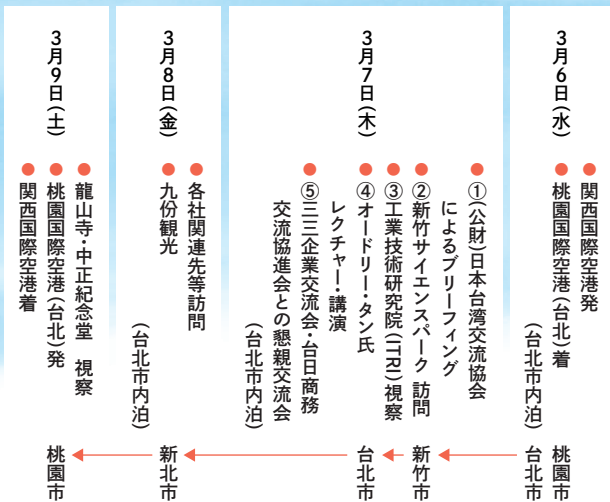 3月6日(水)
●関西国際空港発
●桃園国際空港(台北)着
(台北市内泊)
桃園市
台北市
3月7日(木)
●①(公財)日本台湾交流協会
によるブリーフィング
●②新竹サイエンスパーク 訪問
●③工業技術研究院(ITRI)視察
●④オードリー・タン氏
レクチャー・講演
●⑤三三企業交流会・台日商務
交流協進会との懇親交流会
(台北市内泊)
新竹市
台北市
3月8日(金)
●各社関連先等訪問
●九份観光
(台北市内泊)
新北市
3月9日(土)
●龍山寺・中正紀念堂 視察
●桃園国際空港(台北)発
●関西国際空港着
桃園市